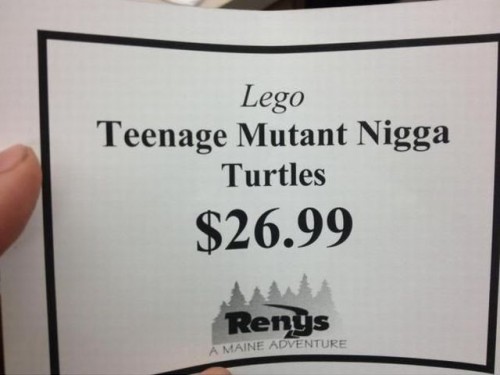 Lego
Teenage Mutant Nigga
Turtles
$26.99
Renys
A MAINE ADVENTURE